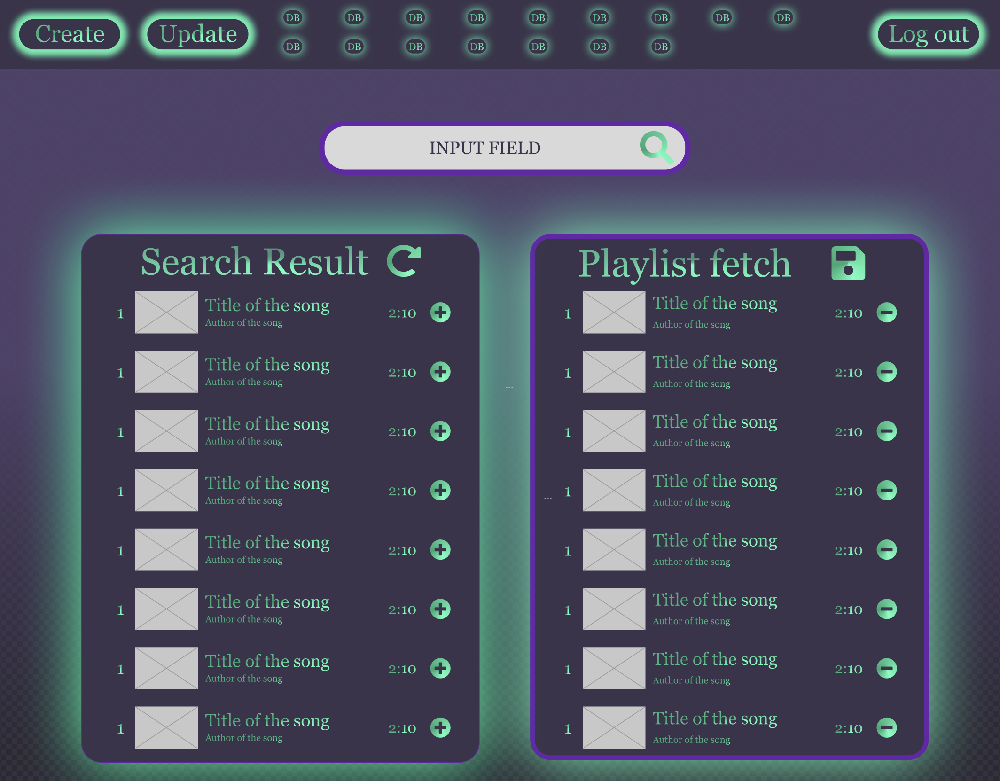 Create Update DB DB DB DB DB DB DB DB DB Log out
DB DB DB DB DB DB DB
INPUT FIELD
Search Result
1 Title of the song 2:10
Author of the song
1 Title of the song 2:10
Author of the song
1 Title of the song 2:10
Author of the song
1 Title of the song 2:10
Author of the song
1 Title of the song 2:10
Author of the song
1 Title of the song 2:10
Author of the song
1 Title of the song 2:10
Author of the song
1 Title of the song 2:10
Author of the song
...
...
Playlist fetch
1 Title of the song 2:10
Author of the song
1 Title of the song 2:10
Author of the song
1 Title of the song 2:10
Author of the song
1 Title of the song 2:10
Author of the song
1 Title of the song 2:10
Author of the song
1 Title of the song 2:10
Author of the song
1 Title of the song 2:10
Author of the song
1 Title of the song 2:10
Author of the song